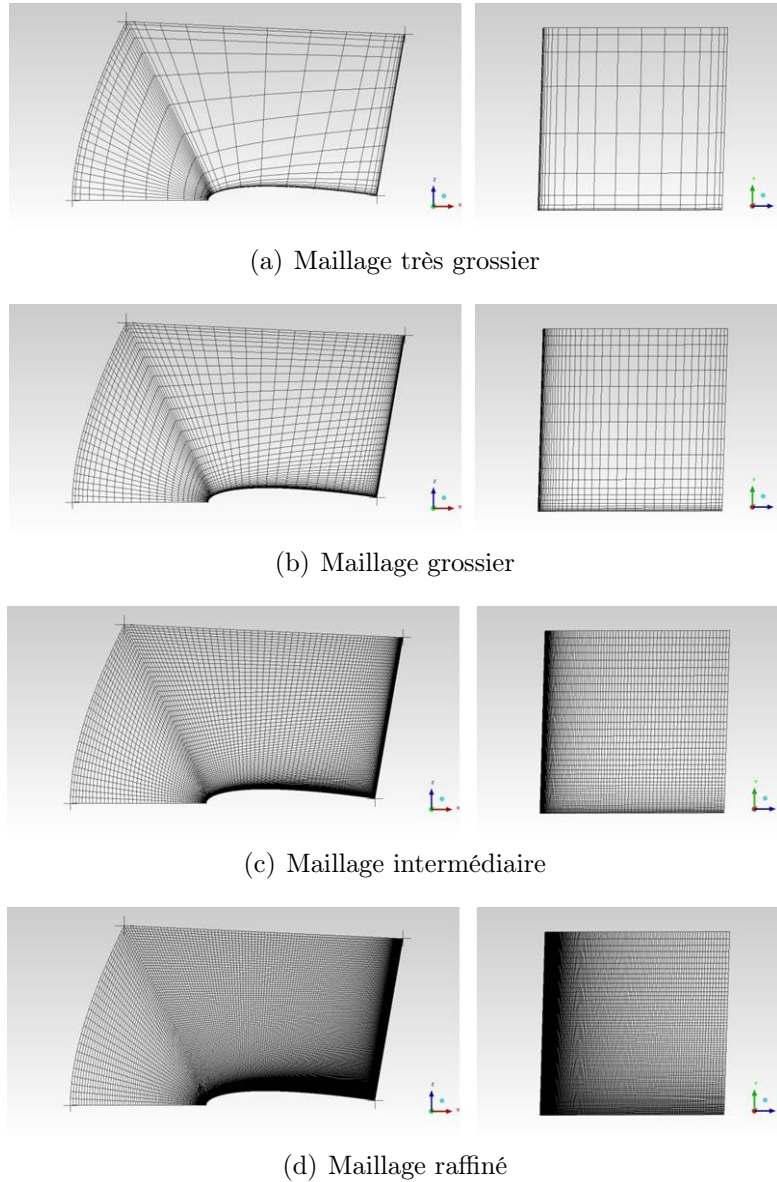 (a) Maillage très grossier
(b) Maillage grossier
(c) Maillage intermédiaire
(d) Maillage raffiné